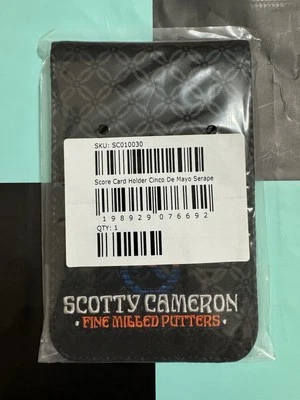 SKU: SC010030
Score Card Holder Cinco De Mayo Serape
198929076692
QTY: 1
SCOTTY CAMERON
• FINE MILLED PUTTERS •